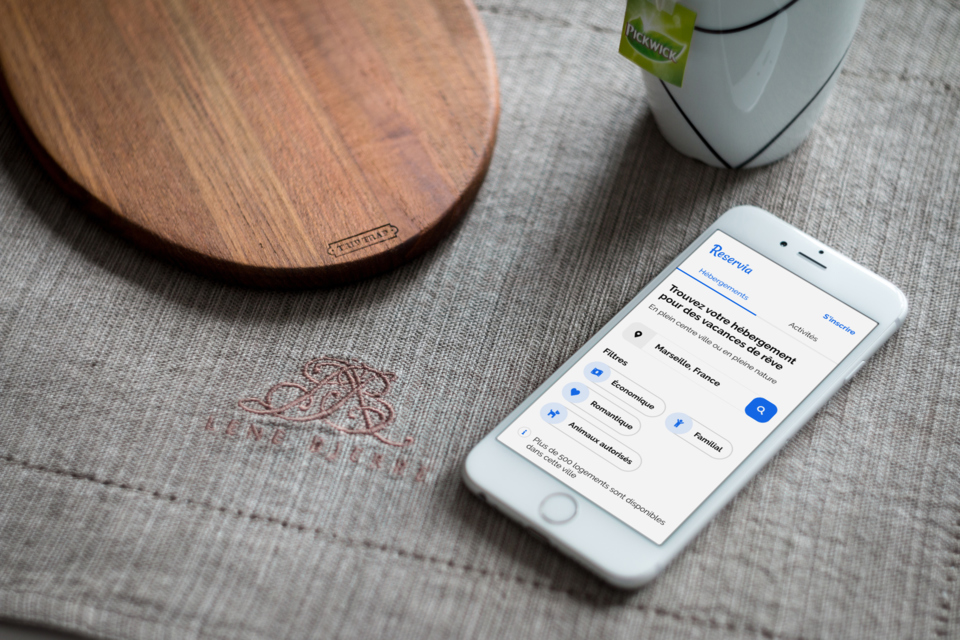 PICKWICK
Reservia
S'inscrire
Hébergements
Activités
Trouvez votre hébergement
pour des vacances de rêve
En plein centre ville ou en pleine nature
Marseille, France
Filtres
Économique
Familial
Romantique
Animaux autorisés
Plus de 500 logements sont disponibles
dans cette ville